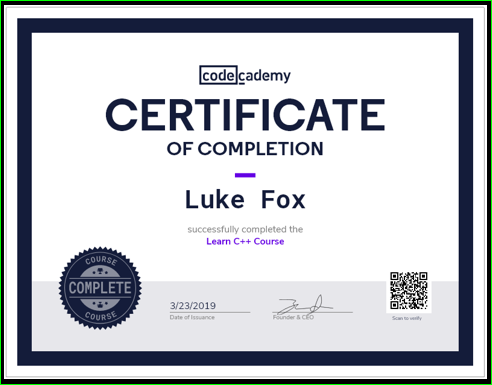 codecademy
CERTIFICATE
OF COMPLETION
Luke Fox
successfully completed the
Learn C++ Course
COURSE
COMPLETE
COURSE
3/23/2019
Date of Issuance
Founder & CEO
Scan to verify